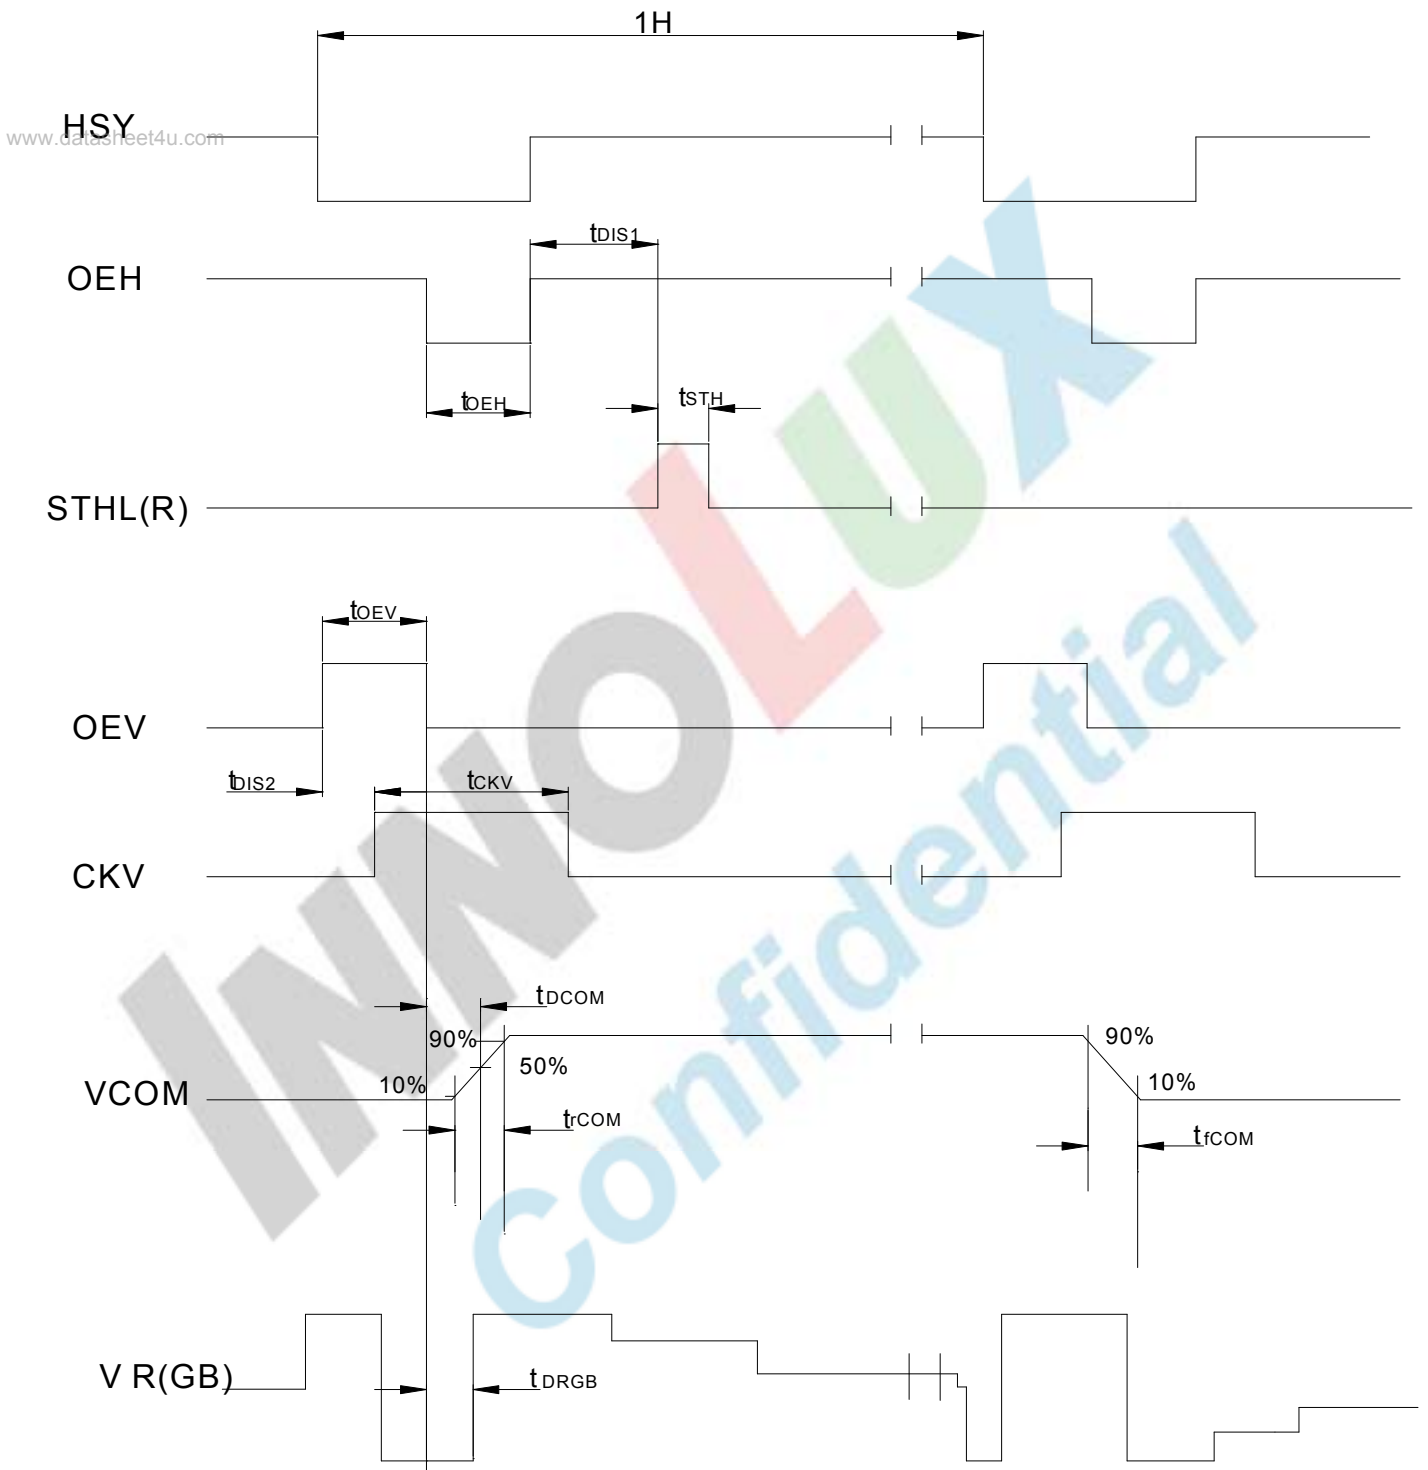 1H
HSY
www.datasheet4u.com
tDIS1
OEH
tOEH
tSTH
STHL(R)
tOEV
OEV
tDIS2
tCKV
CKV
tDCOM
90%
50%
90%
10%
10%
VCOM
trCOM
tfCOM
V R(GB)
tDRGB
INNOLUX
Confidential